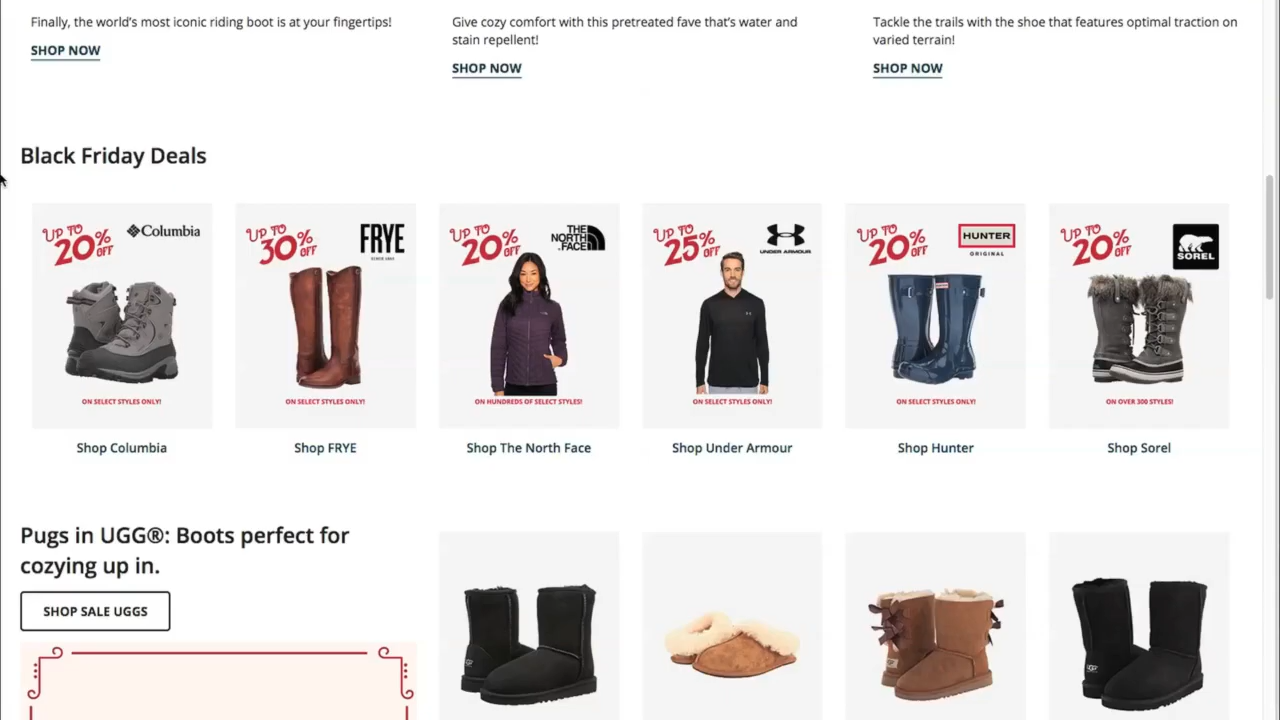 Finally, the world's most iconic riding boot is at your fingertips!
SHOP NOW
Give cozy comfort with this pretreated fave that's water and
stain repellent!
SHOP NOW
Tackle the trails with the shoe that features optimal traction on
varied terrain!
SHOP NOW
Black Friday Deals
UP TO
20% OFF
Columbia
ON SELECT STYLES ONLY!
Shop Columbia
UP TO
30% OFF
FRYE
SINCE 1863
ON SELECT STYLES ONLY!
Shop FRYE
UP TO
20% OFF
THE
NORTH
FACE
ON HUNDREDS OF SELECT STYLES!
Shop The North Face
UP TO
25% OFF
UNDER ARMOUR
ON SELECT STYLES ONLY!
Shop Under Armour
UP TO
20% OFF
HUNTER
ORIGINAL
ON SELECT STYLES ONLY!
Shop Hunter
UP TO
20% OFF
SOREL
ON OVER 300 STYLES!
Shop Sorel
Pugs in UGG®: Boots perfect for
cozying up in.
SHOP SALE UGGS